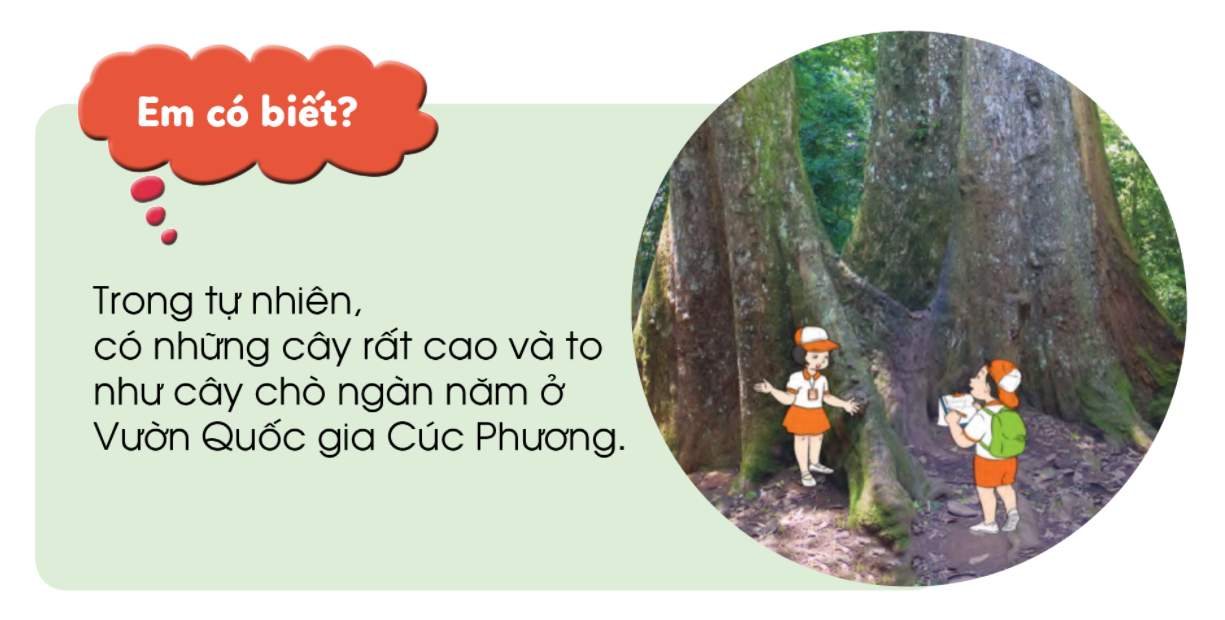 Em có biết?
Trong tự nhiên,
có những cây rất cao và to
như cây chò ngàn năm ở
Vườn Quốc gia Cúc Phương.